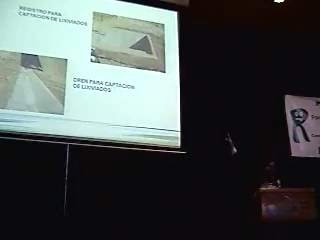 REGISTRO PARA
CAPTACION DE LIXIVIADOS
DREN PARA CAPTACION
DE LIXIVIADOS
R